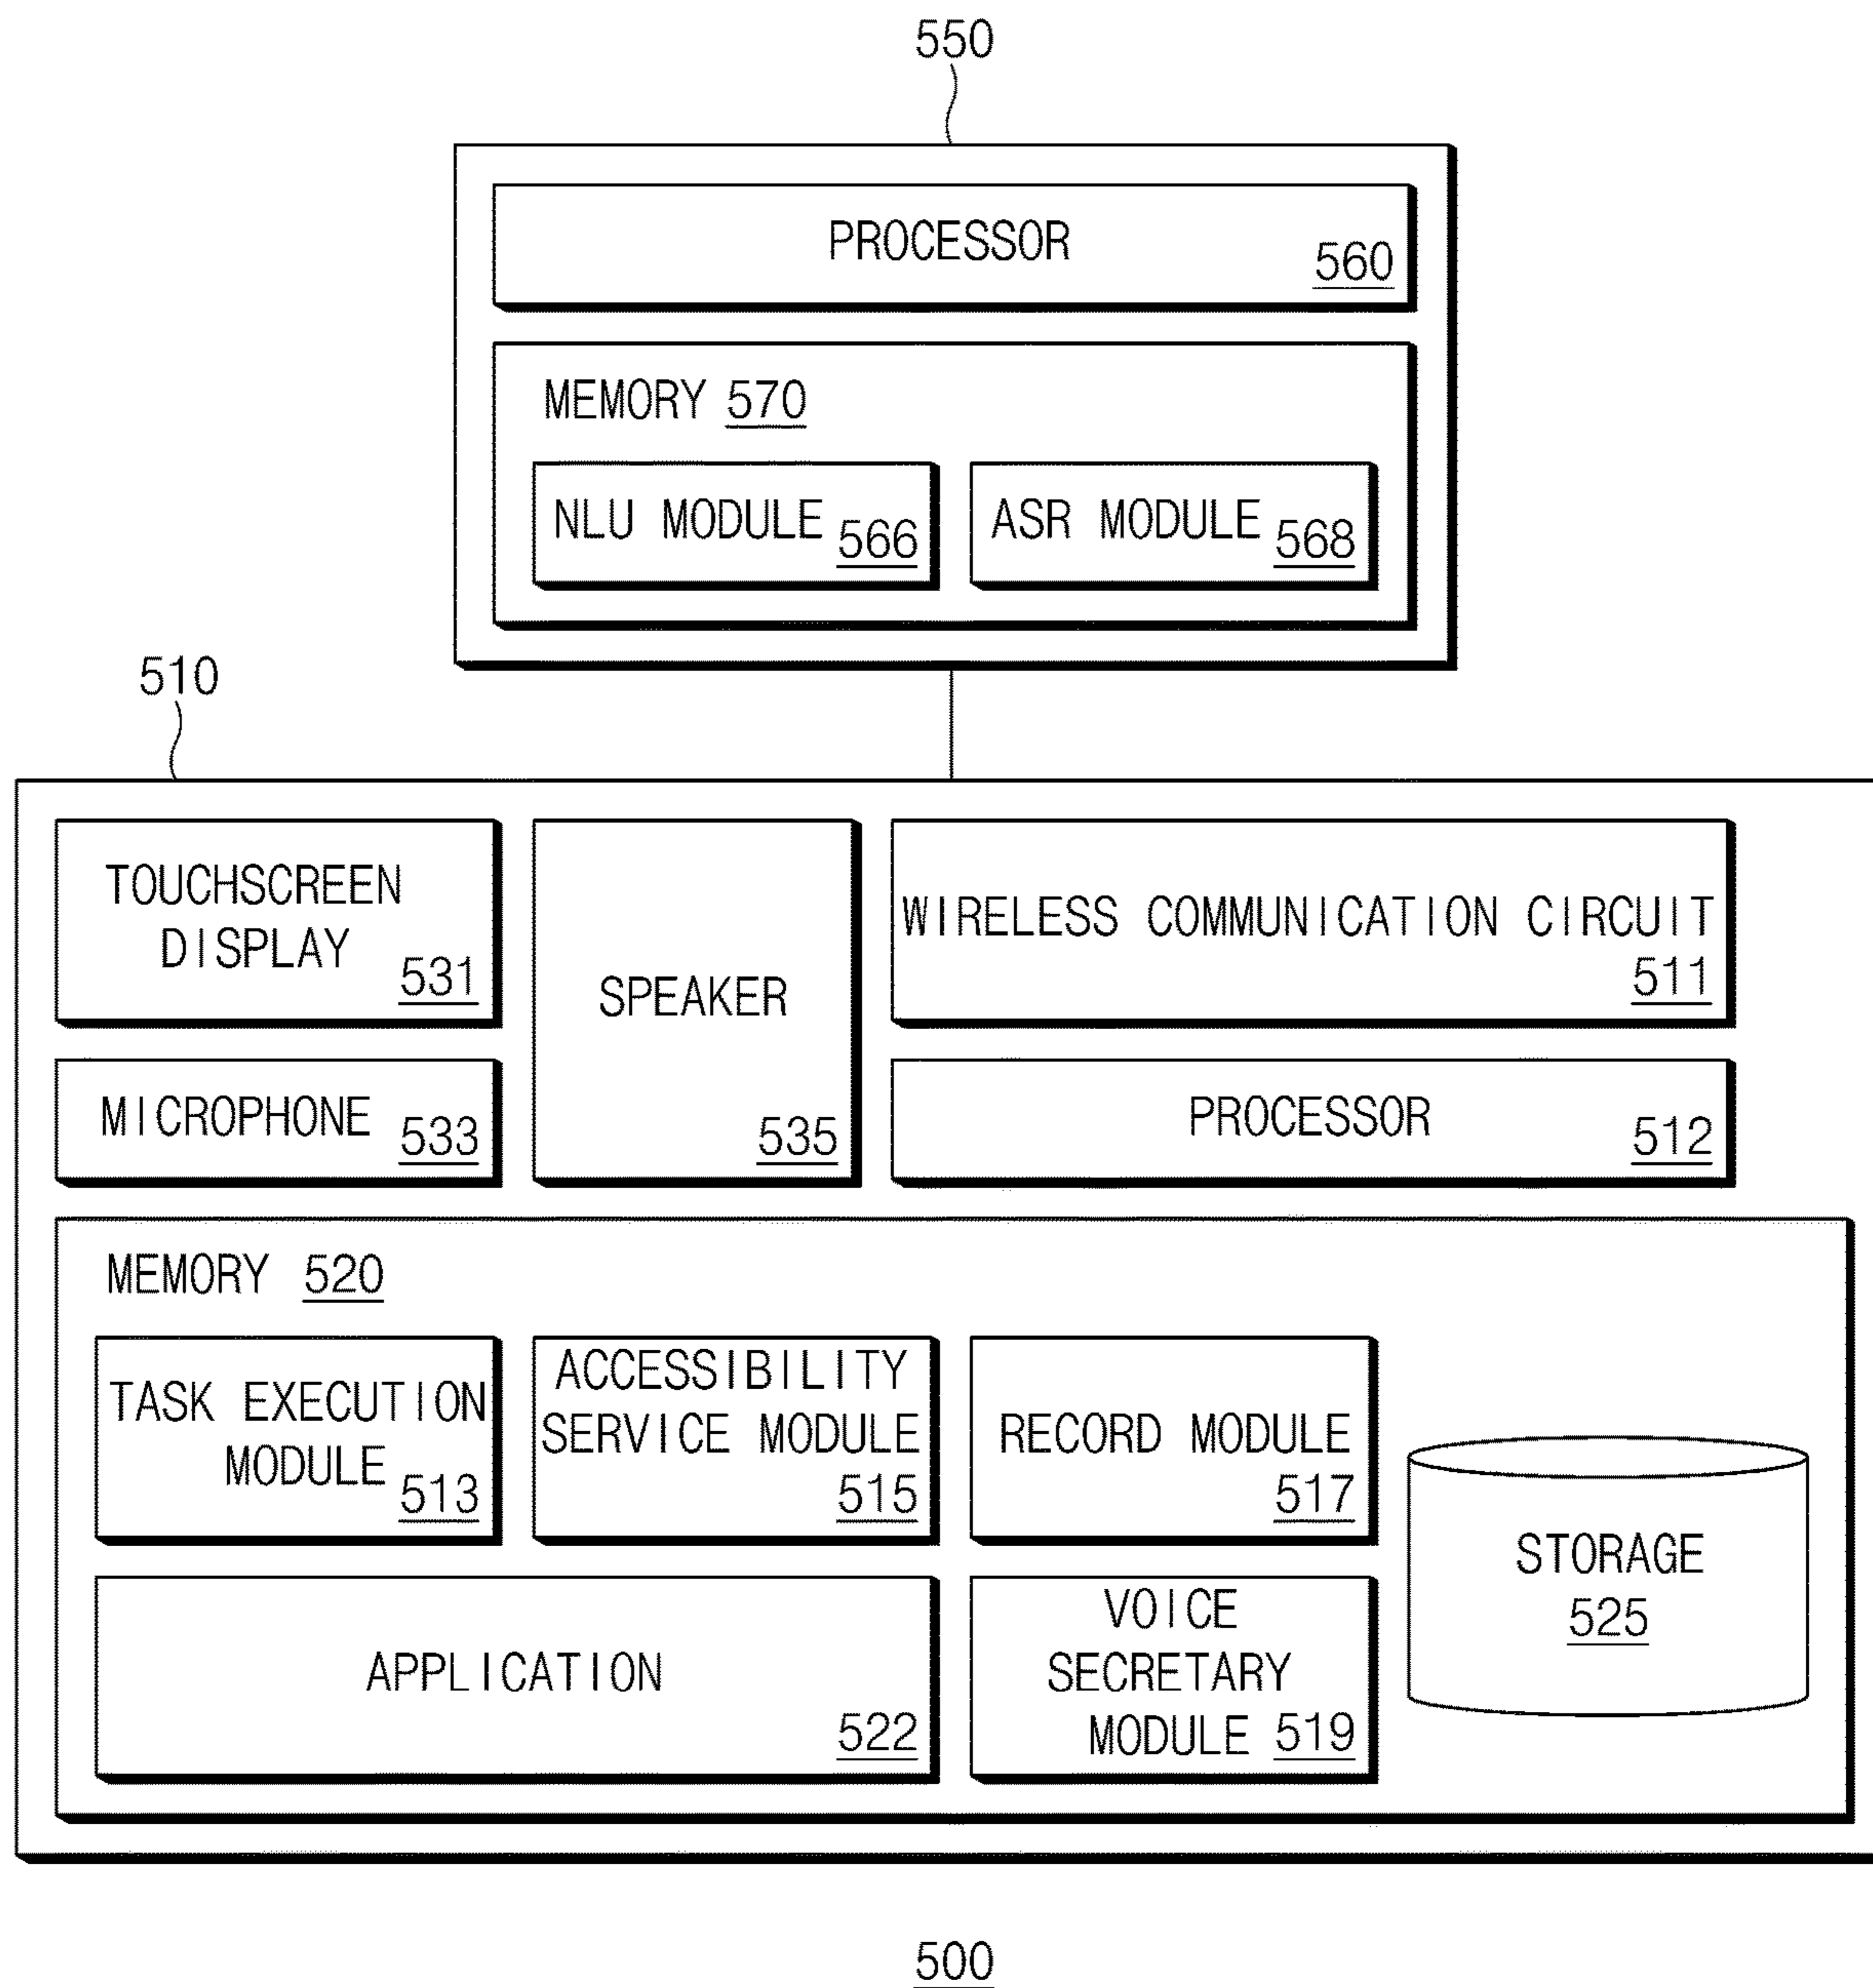 550
PROCESSOR
560
MEMORY 570
NLU MODULE 566
ASR MODULE 568
510
TOUCHSCREEN
DISPLAY
531
SPEAKER
535
WIRELESS COMMUNICATION CIRCUIT
511
MICROPHONE 533
PROCESSOR 512
MEMORY 520
TASK EXECUTION
MODULE 513
ACCESSIBILITY
SERVICE MODULE
515
RECORD MODULE
517
STORAGE
525
APPLICATION
522
VOICE
SECRETARY
MODULE 519
500